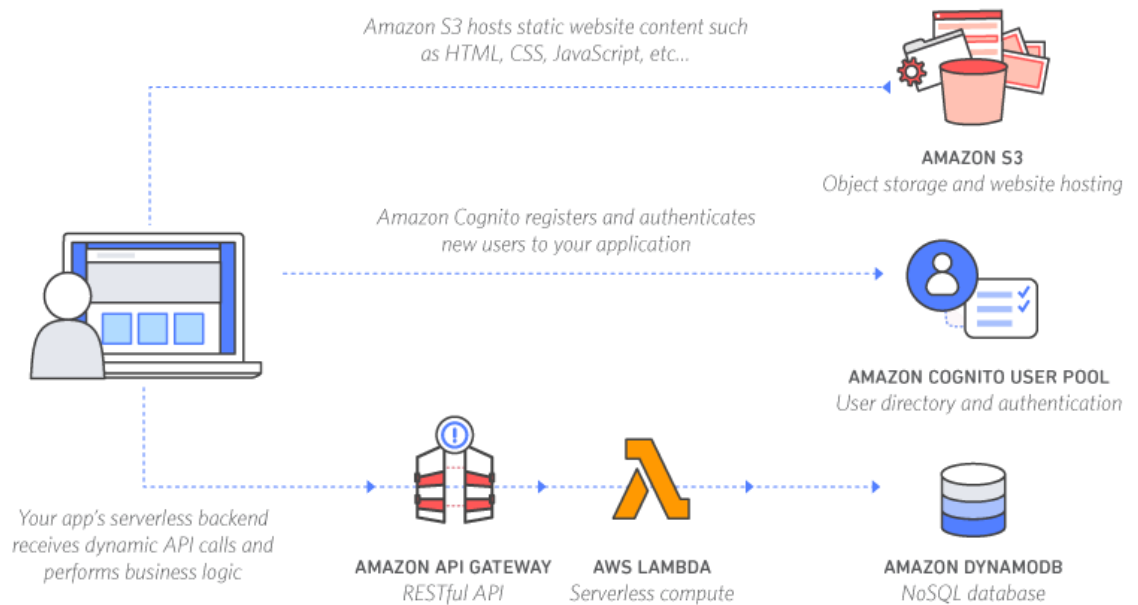 Amazon S3 hosts static website content such
as HTML, CSS, JavaScript, etc...
AMAZON S3
Object storage and website hosting
Amazon Cognito registers and authenticates
new users to your application
AMAZON COGNITO USER POOL
User directory and authentication
Your app's serverless backend
receives dynamic API calls and
performs business logic
AMAZON API GATEWAY
RESTful API
AWS LAMBDA
Serverless compute
AMAZON DYNAMODB
NoSQL database